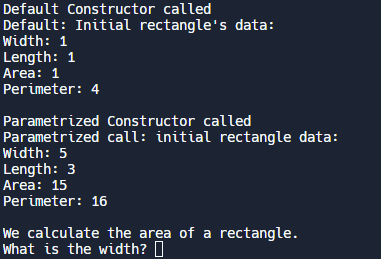 Default Constructor called
Default: Initial rectangle's data:
Width: 1
Length: 1
Area: 1
Perimeter: 4
Parametrized Constructor called
Parametrized call: initial rectangle data:
Width: 5
Length: 3
Area: 15
Perimeter: 16
We calculate the area of a rectangle.
What is the width?